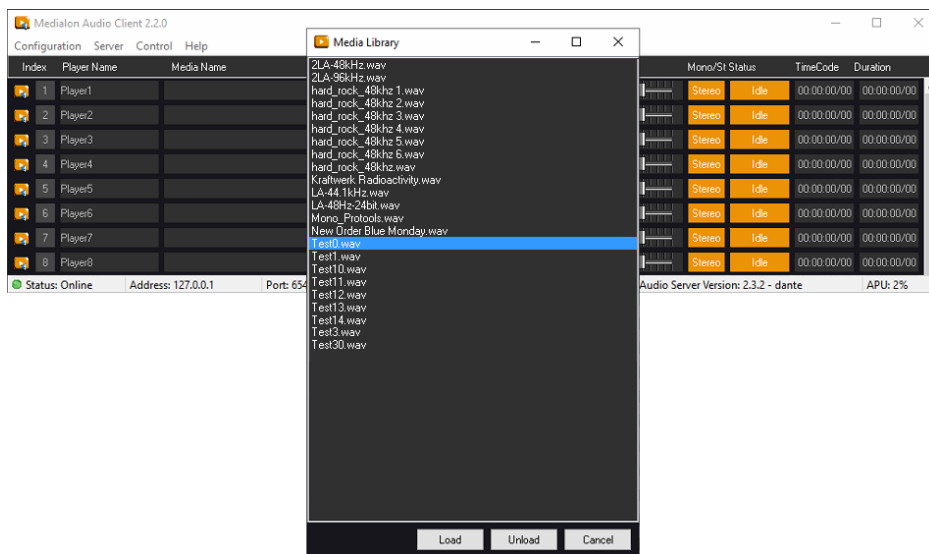 Medialon Audio Client 2.2.0
Configuration Server Control Help
Index Player Name Media Name Mono/St Status TimeCode Duration
1 Player1 Stereo Idle 00:00:00/00 00:00:00/00
2 Player2 Stereo Idle 00:00:00/00 00:00:00/00
3 Player3 Stereo Idle 00:00:00/00 00:00:00/00
4 Player4 Stereo Idle 00:00:00/00 00:00:00/00
5 Player5 Stereo Idle 00:00:00/00 00:00:00/00
6 Player6 Stereo Idle 00:00:00/00 00:00:00/00
7 Player7 Stereo Idle 00:00:00/00 00:00:00/00
8 Player8 Stereo Idle 00:00:00/00 00:00:00/00
Status: Online Address: 127.0.0.1 Port: 654 Audio Server Version: 2.3.2 - dante APU: 2%
Media Library
2LA-48kHz.wav
2LA-96kHz.wav
hard_rock_48khz 1.wav
hard_rock_48khz 2.wav
hard_rock_48khz 3.wav
hard_rock_48khz 4.wav
hard_rock_48khz 5.wav
hard_rock_48khz 6.wav
hard_rock_48khz.wav
Kraftwerk Radioactivity.wav
LA-44.1kHz.wav
LA-48Hz-24bit.wav
Mono_Protools.wav
New Order Blue Monday.wav
Test0.wav
Test1.wav
Test10.wav
Test11.wav
Test12.wav
Test13.wav
Test14.wav
Test3.wav
Test30.wav
Load Unload Cancel